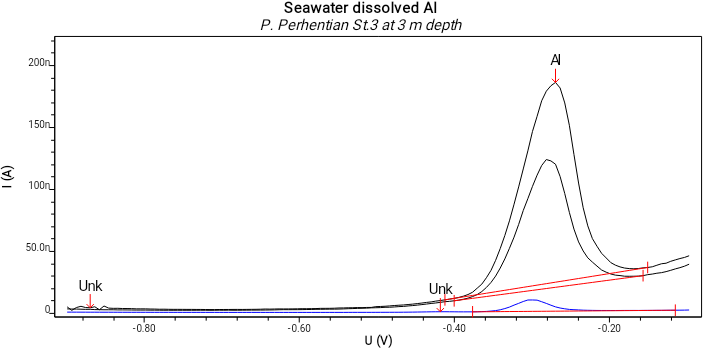 Seawater dissolved Al
P. Perhentian St.3 at 3 m depth
Al
200n
150n
100n
50.0n
0
I (A)
Unk
Unk
-0.80
-0.60
-0.40
-0.20
U (V)